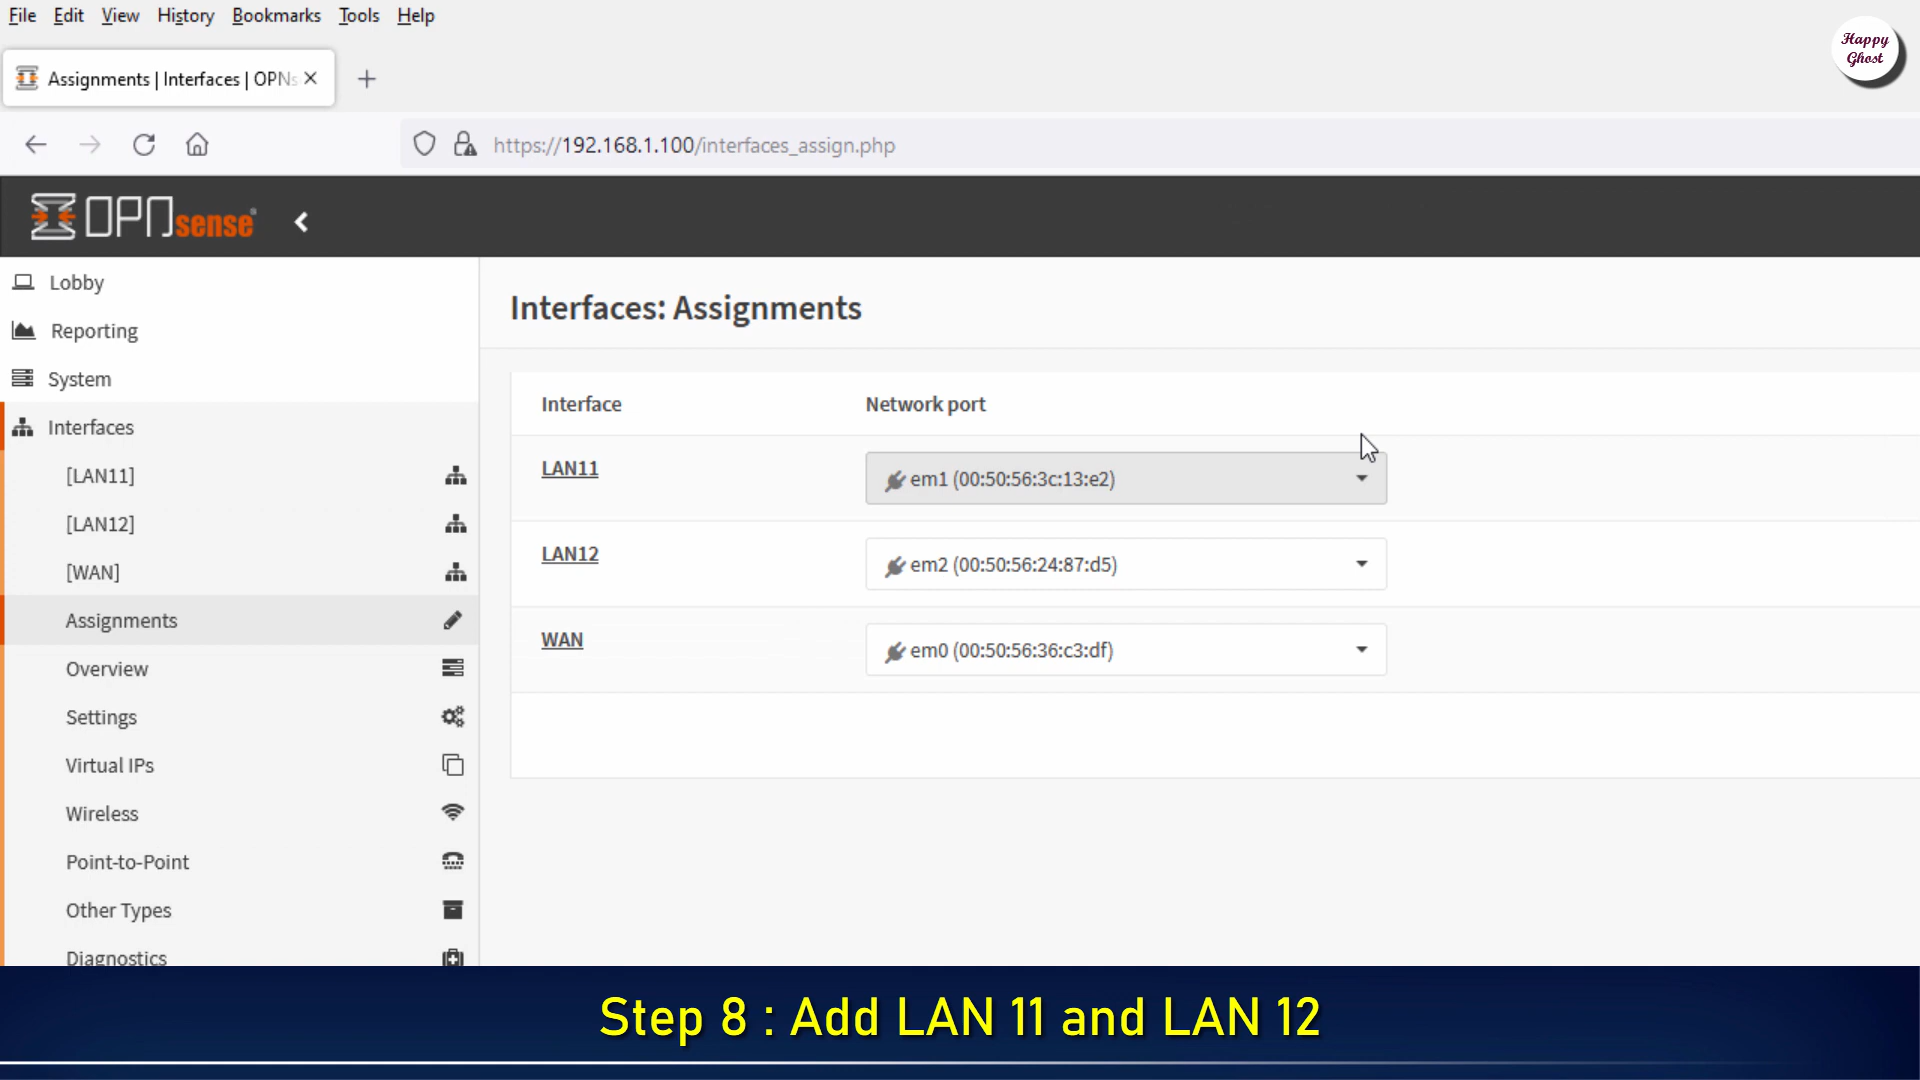 File Edit View History Bookmarks Tools Help
Happy
Ghost
Assignments | Interfaces | OPNs
https://192.168.1.100/interfaces_assign.php
OPNsense®
Lobby
Reporting
System
Interfaces
[LAN11]
[LAN12]
[WAN]
Assignments
Overview
Settings
Virtual IPs
Wireless
Point-to-Point
Other Types
Diagnostics
Interfaces: Assignments
Interface Network port
LAN11 em1 (00:50:56:3c:13:e2)
LAN12 em2 (00:50:56:24:87:d5)
WAN em0 (00:50:56:36:c3:df)
Step 8 : Add LAN 11 and LAN 12